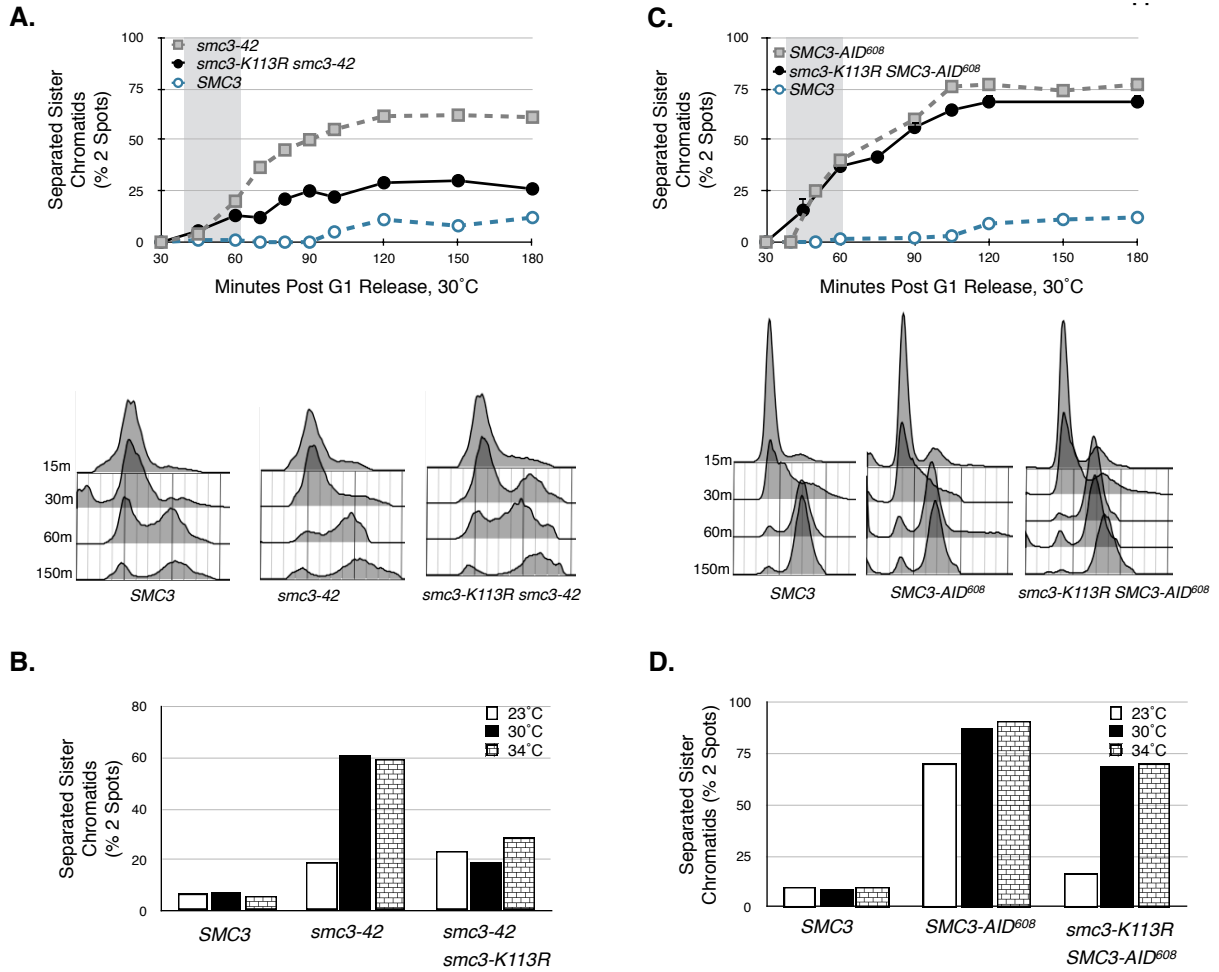 A.
Separated Sister
Chromatids
(% 2 Spots)
100
75
50
25
0
smc3-42
smc3-K113R smc3-42
SMC3
30 60 90 120 150 180
Minutes Post G1 Release, 30˚C
15m
30m
60m
150m
SMC3 smc3-42 smc3-K113R smc3-42
B.
Separated Sister
Chromatids
(% 2 Spots)
80
60
40
20
0
23˚C
30˚C
34˚C
SMC3 smc3-42 smc3-42
smc3-K113R
C.
Separated Sister
Chromatids
(% 2 Spots)
100
75
50
25
0
SMC3-AID608
smc3-K113R SMC3-AID608
SMC3
30 60 90 120 150 180
Minutes Post G1 Release, 30˚C
15m
30m
60m
150m
SMC3 SMC3-AID608 smc3-K113R SMC3-AID608
D.
Separated Sister
Chromatids (% 2 Spots)
100
75
50
25
0
23˚C
30˚C
34˚C
SMC3 SMC3-AID608 smc3-K113R
SMC3-AID608